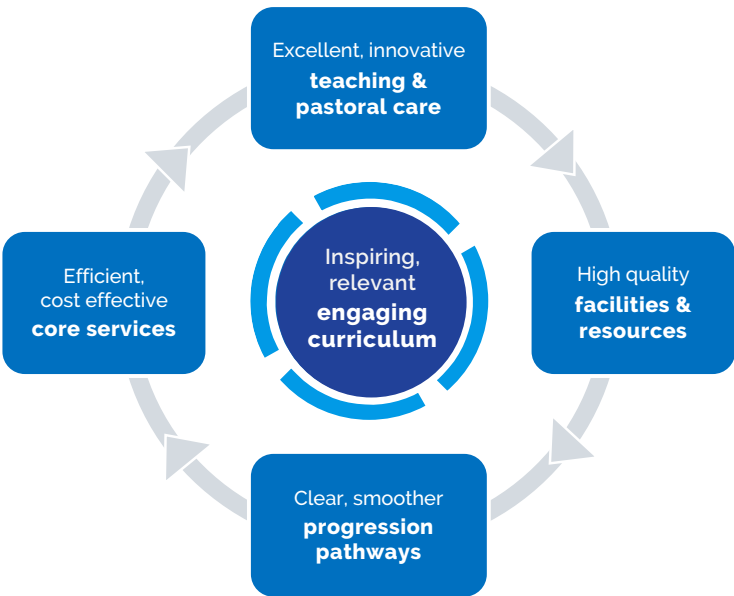 Excellent, innovative
teaching &
pastoral care
Inspiring,
relevant
engaging
curriculum
Efficient,
cost effective
core services
High quality
facilities &
resources
Clear, smoother
progression
pathways